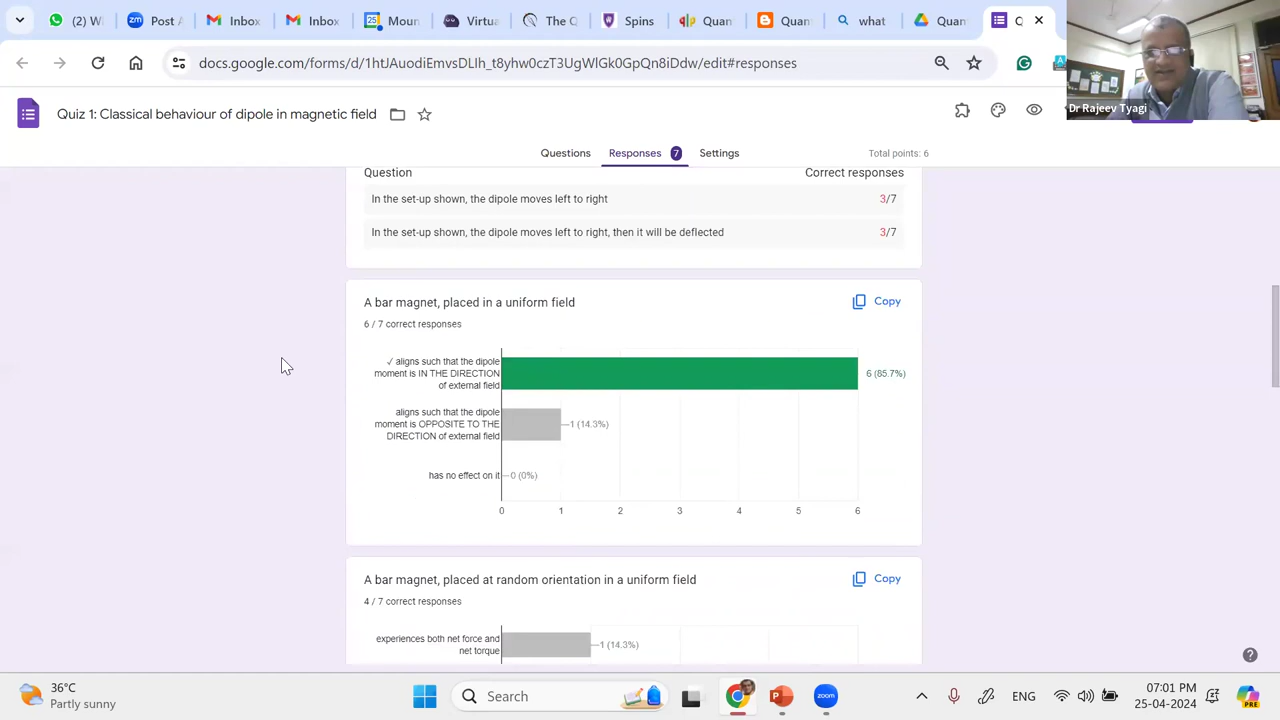 (2) W
Post A
Inbox
Inbox
25
Moun
Virtua
The Q
Spins
Quan
Quan
what
Quan
Q
docs.google.com/forms/d/1htJAuodiEmvsDLIh_t8yhw0czT3UgWlGk0GpQn8iDdw/edit#responses
Dr Rajeev Tyagi
Quiz 1: Classical behaviour of dipole in magnetic field
Questions
Responses 7
Settings
Total points: 6
Question
Correct responses
In the set-up shown, the dipole moves left to right
3/7
In the set-up shown, the dipole moves left to right, then it will be deflected
3/7
A bar magnet, placed in a uniform field
Copy
6 / 7 correct responses
✓ aligns such that the dipole
moment is IN THE DIRECTION
of external field
6 (85.7%)
aligns such that the dipole
moment is OPPOSITE TO THE
DIRECTION of external field
1 (14.3%)
has no effect on it
0 (0%)
0 1 2 3 4 5 6
A bar magnet, placed at random orientation in a uniform field
Copy
4 / 7 correct responses
experiences both net force and
net torque
1 (14.3%)
36°C
Partly sunny
Search
zoom
ENG
07:01 PM
25-04-2024
PRE